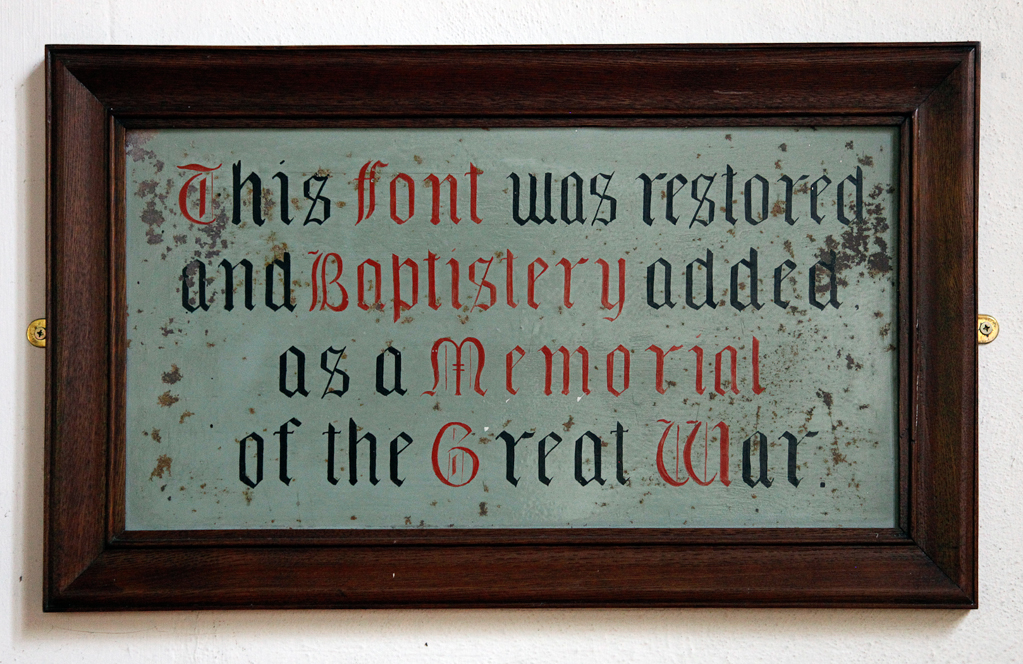 This font was restored
and Baptistery added
as a Memorial
of the Great War.